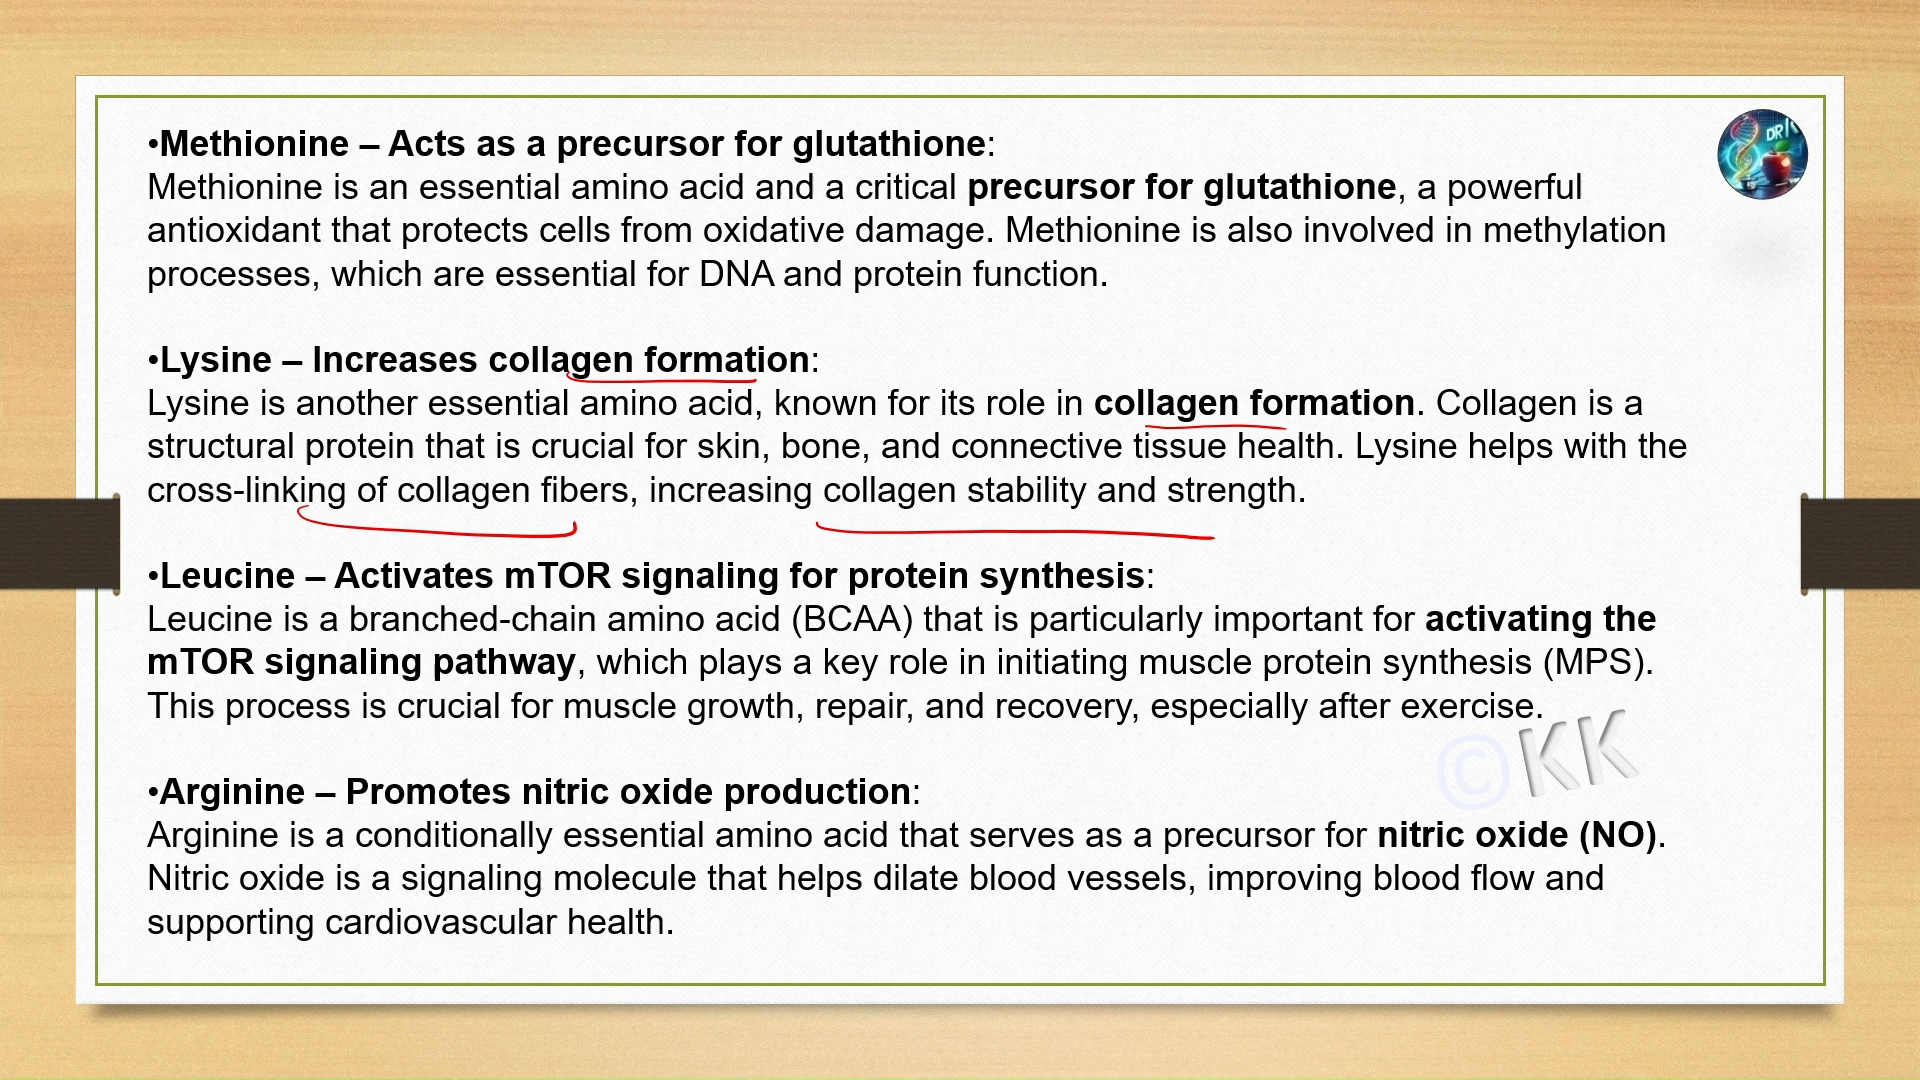 •Methionine – Acts as a precursor for glutathione:
Methionine is an essential amino acid and a critical precursor for glutathione, a powerful
antioxidant that protects cells from oxidative damage. Methionine is also involved in methylation
processes, which are essential for DNA and protein function.
•Lysine – Increases collagen formation:
Lysine is another essential amino acid, known for its role in collagen formation. Collagen is a
structural protein that is crucial for skin, bone, and connective tissue health. Lysine helps with the
cross-linking of collagen fibers, increasing collagen stability and strength.
•Leucine – Activates mTOR signaling for protein synthesis:
Leucine is a branched-chain amino acid (BCAA) that is particularly important for activating the
mTOR signaling pathway, which plays a key role in initiating muscle protein synthesis (MPS).
This process is crucial for muscle growth, repair, and recovery, especially after exercise.
•Arginine – Promotes nitric oxide production:
Arginine is a conditionally essential amino acid that serves as a precursor for nitric oxide (NO).
Nitric oxide is a signaling molecule that helps dilate blood vessels, improving blood flow and
supporting cardiovascular health.
©KK
DR